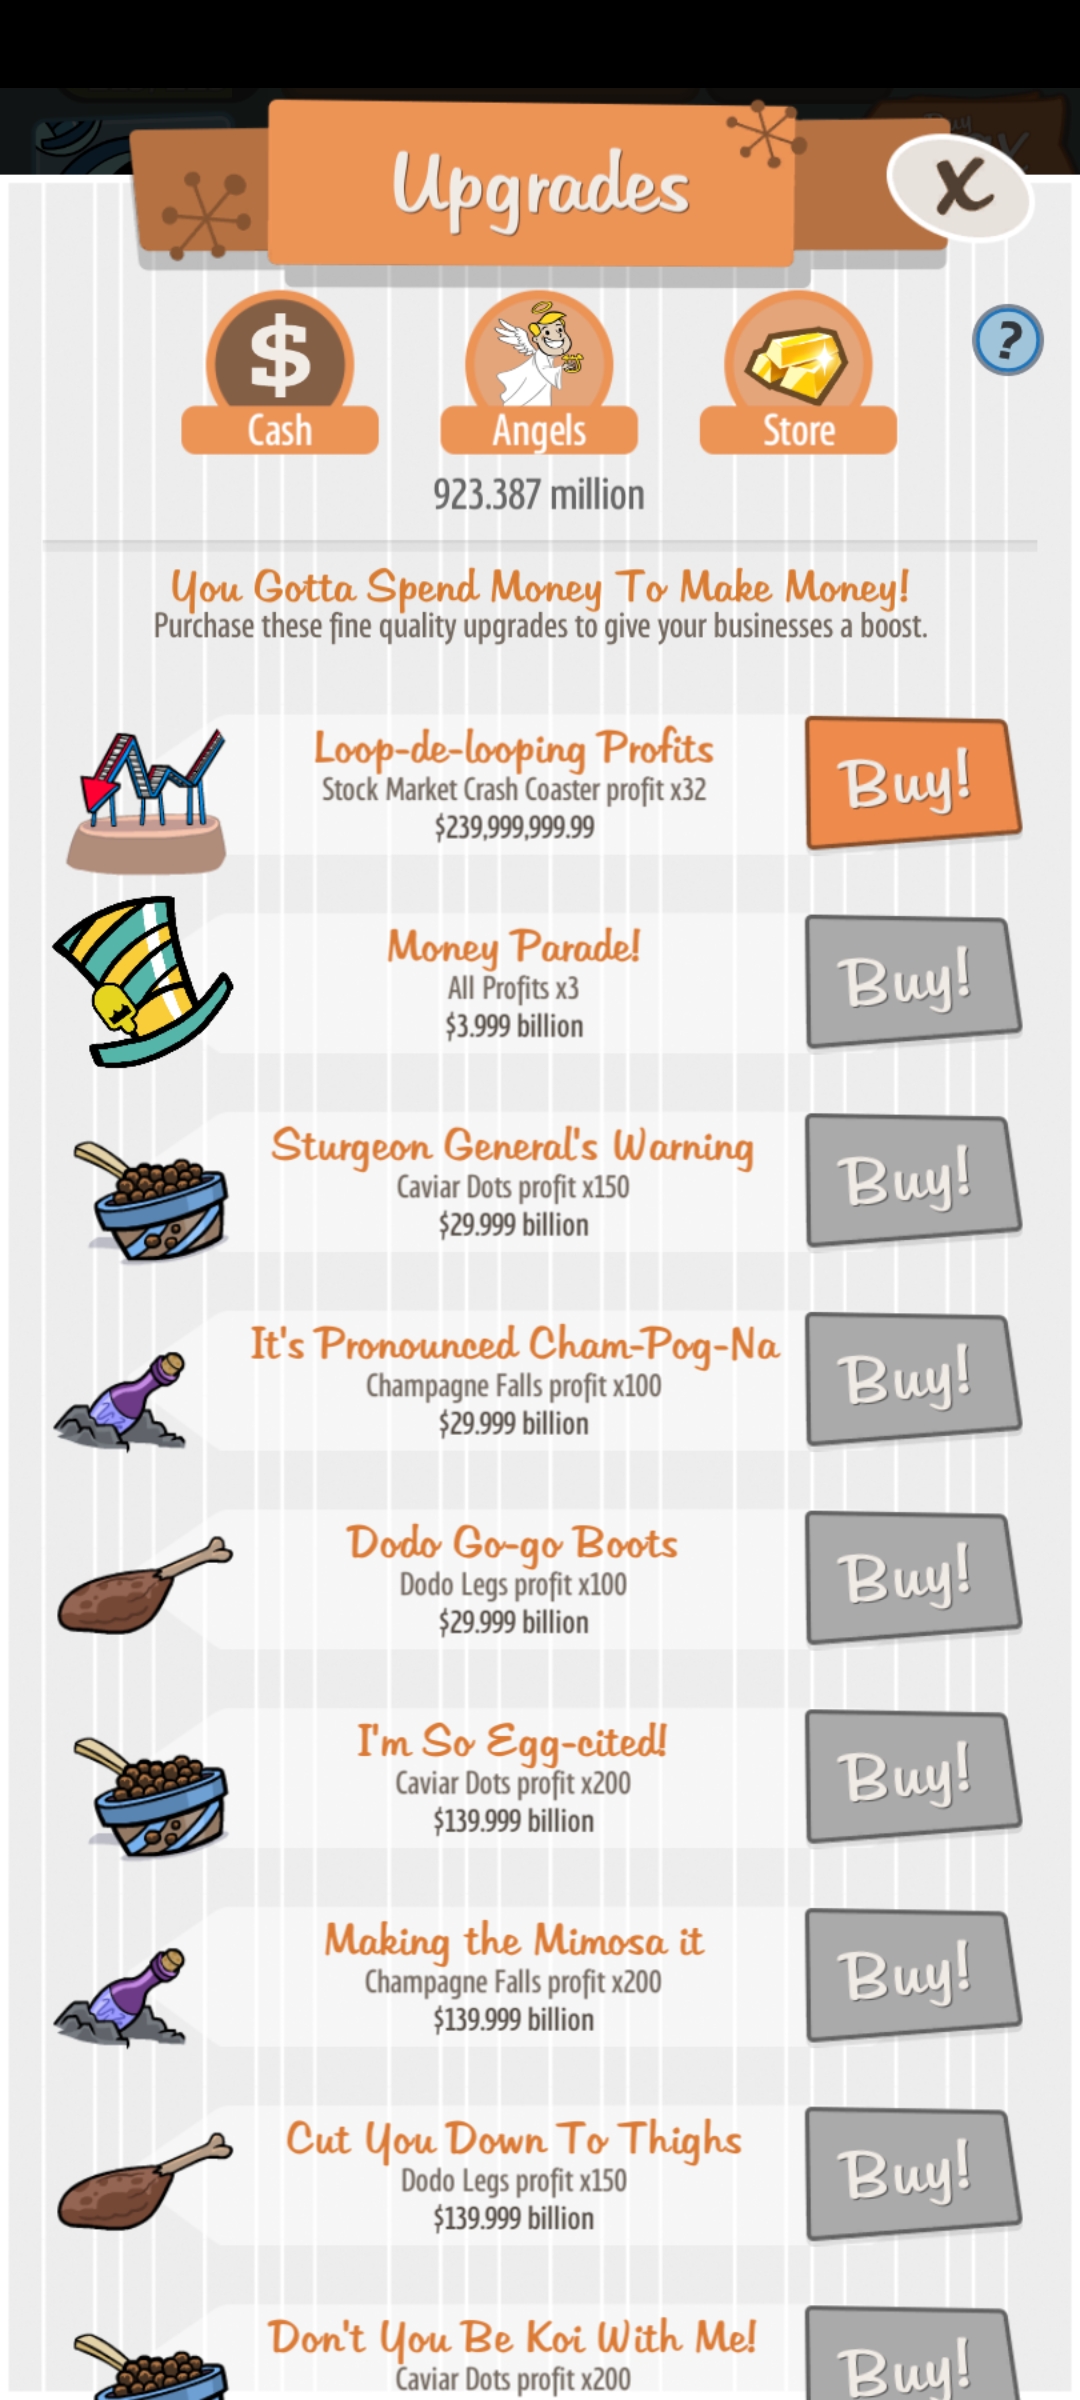 Upgrades
X
$
Cash
Angels
Store
?
923.387 million
You Gotta Spend Money To Make Money!
Purchase these fine quality upgrades to give your businesses a boost.
Loop-de-looping Profits
Stock Market Crash Coaster profit x32
$239,999,999.99
Buy!
Money Parade!
All Profits x3
$3.999 billion
Buy!
Sturgeon General's Warning
Caviar Dots profit x150
$29.999 billion
Buy!
It's Pronounced Cham-Pog-Na
Champagne Falls profit x100
$29.999 billion
Buy!
Dodo Go-go Boots
Dodo Legs profit x100
$29.999 billion
Buy!
I'm So Egg-cited!
Caviar Dots profit x200
$139.999 billion
Buy!
Making the Mimosa it
Champagne Falls profit x200
$139.999 billion
Buy!
Cut You Down To Thighs
Dodo Legs profit x150
$139.999 billion
Buy!
Don't You Be Koi With Me!
Caviar Dots profit x200
Buy!